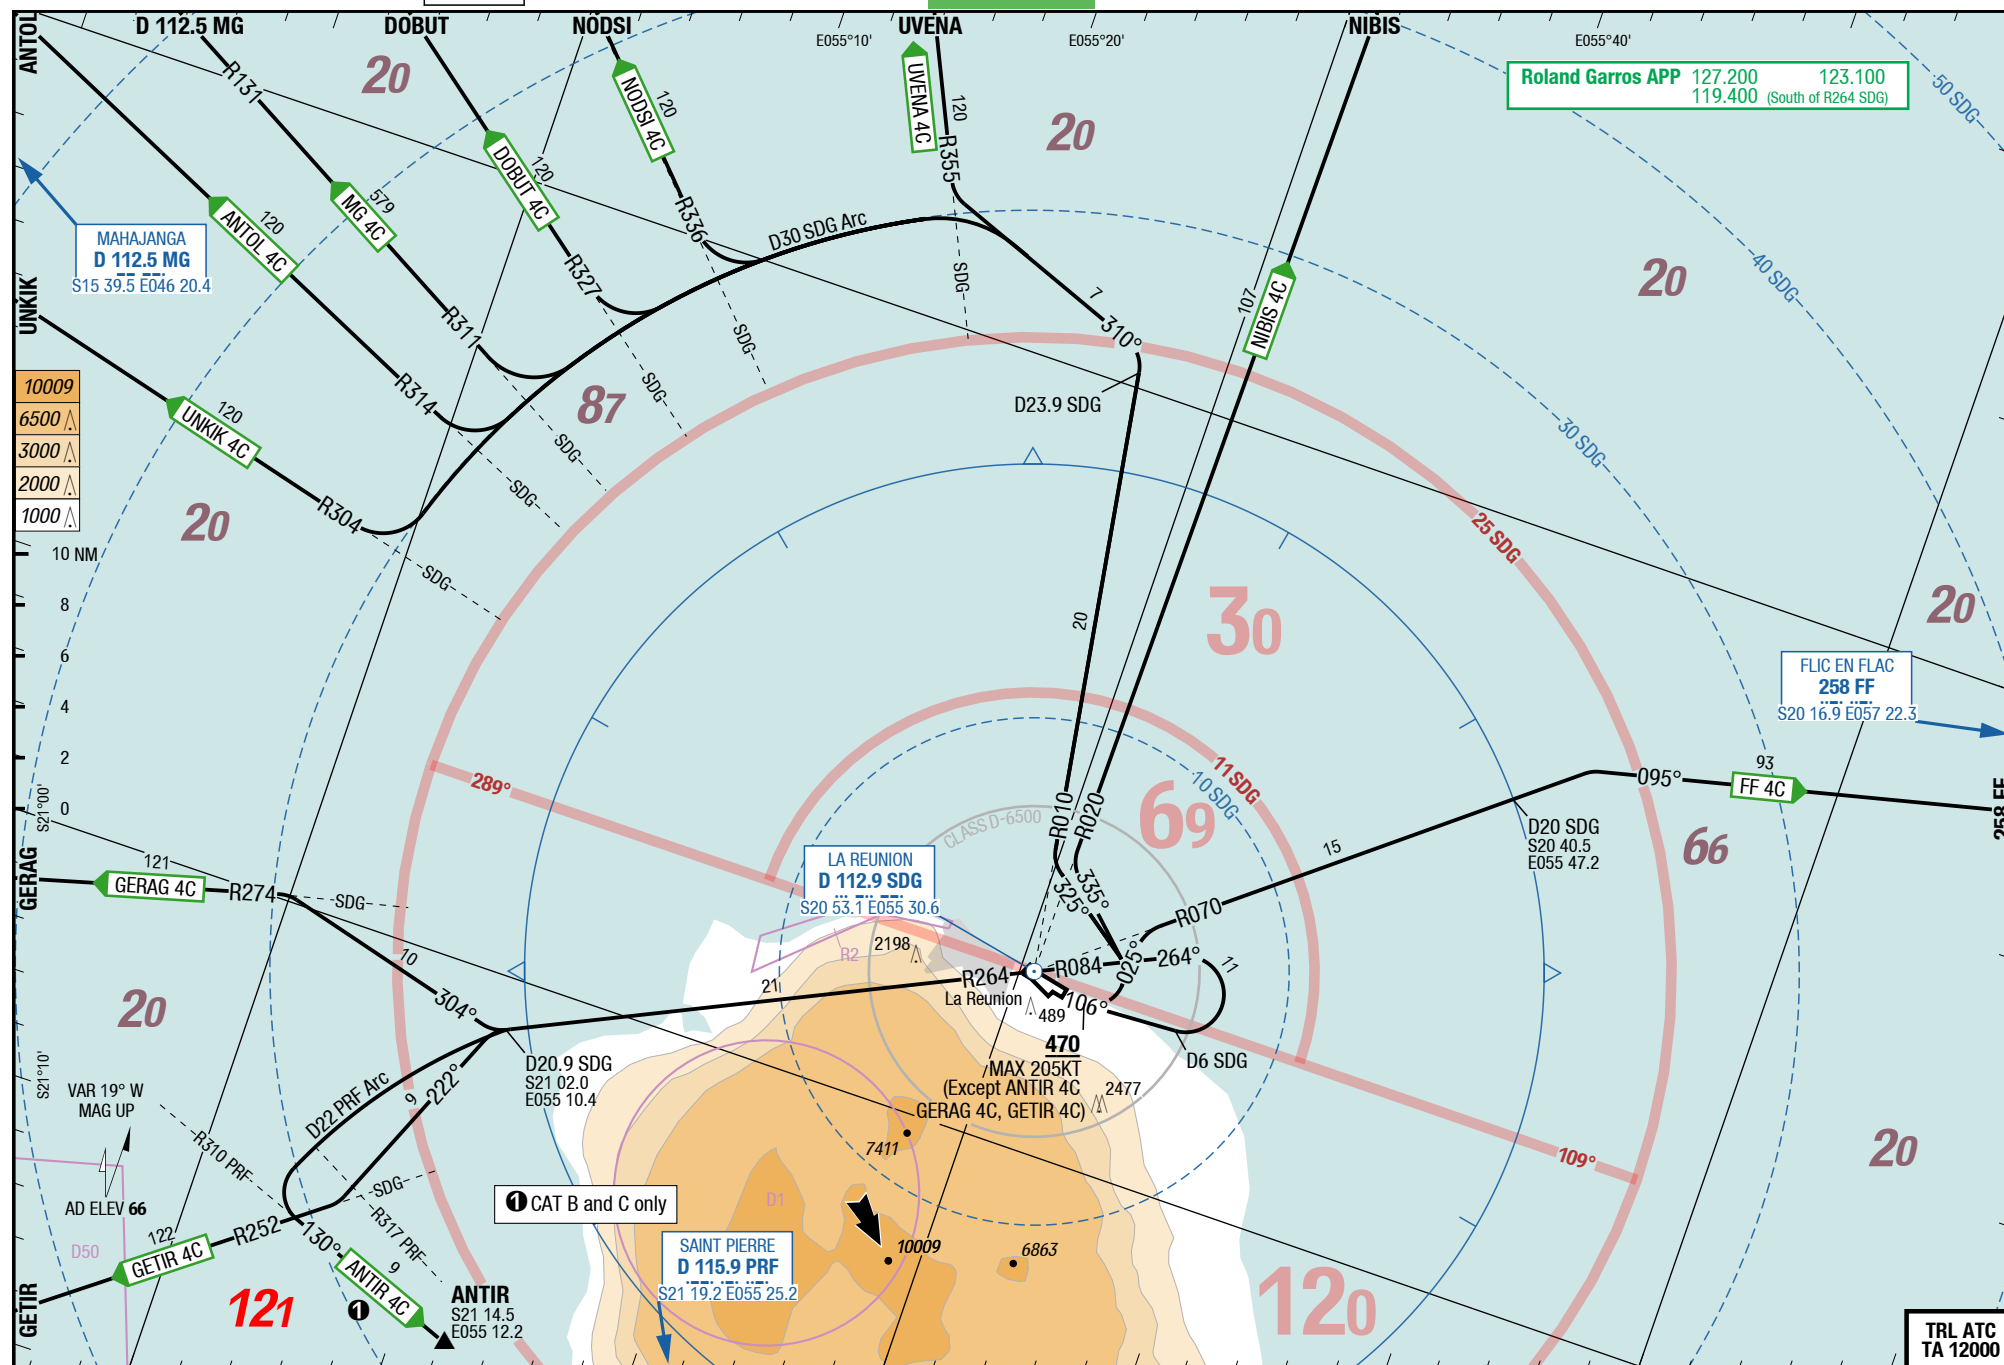 ANTOL
D 112.5 MG
DOBUT
NODSI
UVENA
NIBIS
E055°10'
E055°20'
E055°40'
Roland Garros APP 127.200 123.100
119.400 (South of R264 SDG)
50 SDG
40 SDG
30 SDG
25 SDG
11 SDG
10 SDG
20
20
20
20
20
20
20
87
30
69
66
120
121
R131
579
MG 4C
R311
SDG
120
ANTOL 4C
R314
SDG
120
DOBUT 4C
R327
SDG
120
NODSI 4C
R336
SDG
120
UVENA 4C
R355
SDG
D30 SDG Arc
7
310°
D23.9 SDG
20
R010
325°
107
NIBIS 4C
R020
335°
MAHAJANGA
D 112.5 MG
S15 39.5 E046 20.4
UNKIK
120
UNKIK 4C
R304
SDG
10009
6500
3000
2000
1000
10 NM
8
6
4
2
0
S21°00'
S21°10'
FLIC EN FLAC
258 FF
S20 16.9 E057 22.3
93
FF 4C
095°
258 FF
D20 SDG
S20 40.5
E055 47.2
15
R070
025°
CLASS D-6500
289°
109°
LA REUNION
D 112.9 SDG
S20 53.1 E055 30.6
R2
2198
R264
R084
264°
11
La Reunion
489
106°
D6 SDG
470
MAX 205KT
(Except ANTIR 4C
GERAG 4C, GETIR 4C)
2477
21
GERAG
121
GERAG 4C
R274
SDG
10
304°
D20.9 SDG
S21 02.0
E055 10.4
D22 PRF Arc
9
222°
VAR 19° W
MAG UP
AD ELEV 66
D50
R310 PRF
R317 PRF
SDG
GETIR
122
GETIR 4C
R252
130°
9
ANTIR 4C
1
ANTIR
S21 14.5
E055 12.2
1 CAT B and C only
D1
7411
10009
6863
SAINT PIERRE
D 115.9 PRF
S21 19.2 E055 25.2
TRL ATC
TA 12000